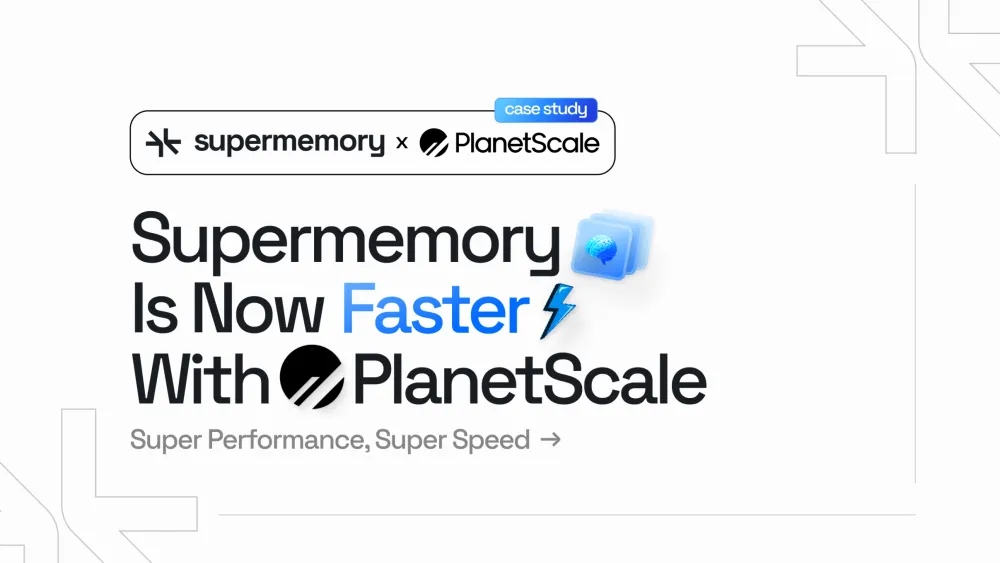 case study
supermemory x PlanetScale
Supermemory
Is Now Faster
With PlanetScale
Super Performance, Super Speed →